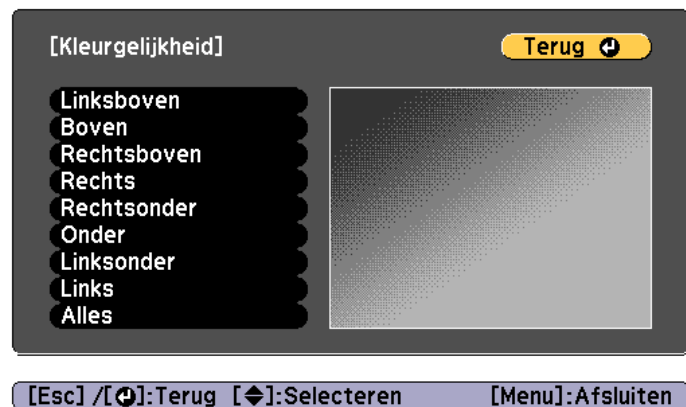 [Kleurgelijkheid]
Terug
Linksboven
Boven
Rechtsboven
Rechts
Rechtsonder
Onder
Linksonder
Links
Alles
[Esc] /[⏎]:Terug [◆]:Selecteren [Menu]:Afsluiten